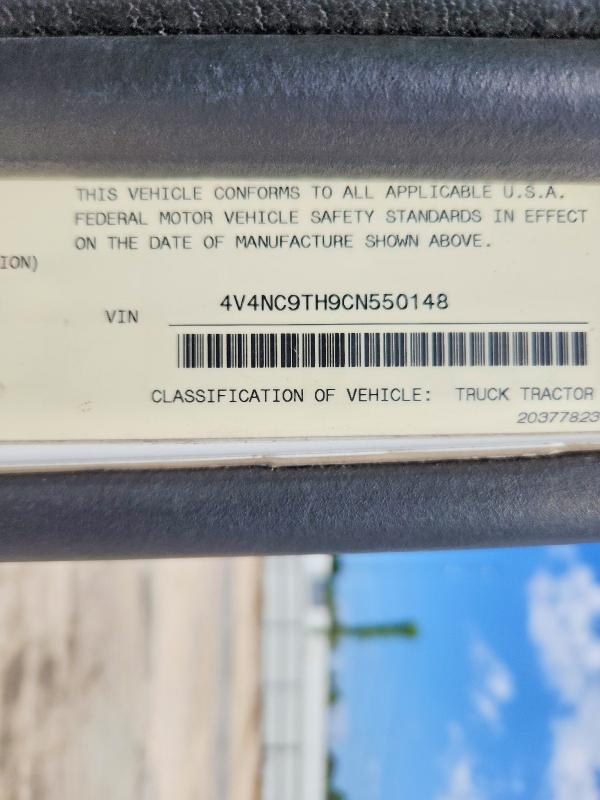 THIS VEHICLE CONFORMS TO ALL APPLICABLE U.S.A.
FEDERAL MOTOR VEHICLE SAFETY STANDARDS IN EFFECT
ON THE DATE OF MANUFACTURE SHOWN ABOVE.
ION)
VIN 4V4NC9TH9CN550148
CLASSIFICATION OF VEHICLE: TRUCK TRACTOR
20377823